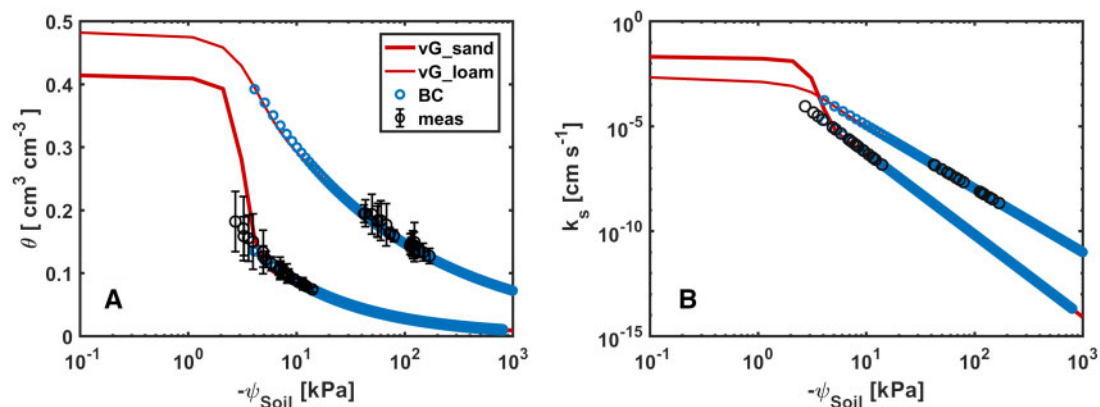 0.5
0.4
0.3
0.2
0.1
0
θ [ cm³ cm⁻³]
vG_sand
vG_loam
BC
meas
A
10⁻¹ 10⁰ 10¹ 10² 10³
-ψSoil [kPa]
10⁰
10⁻⁵
10⁻¹⁰
10⁻¹⁵
kₛ [cm s⁻¹]
B
10⁻¹ 10⁰ 10¹ 10² 10³
-ψSoil [kPa]